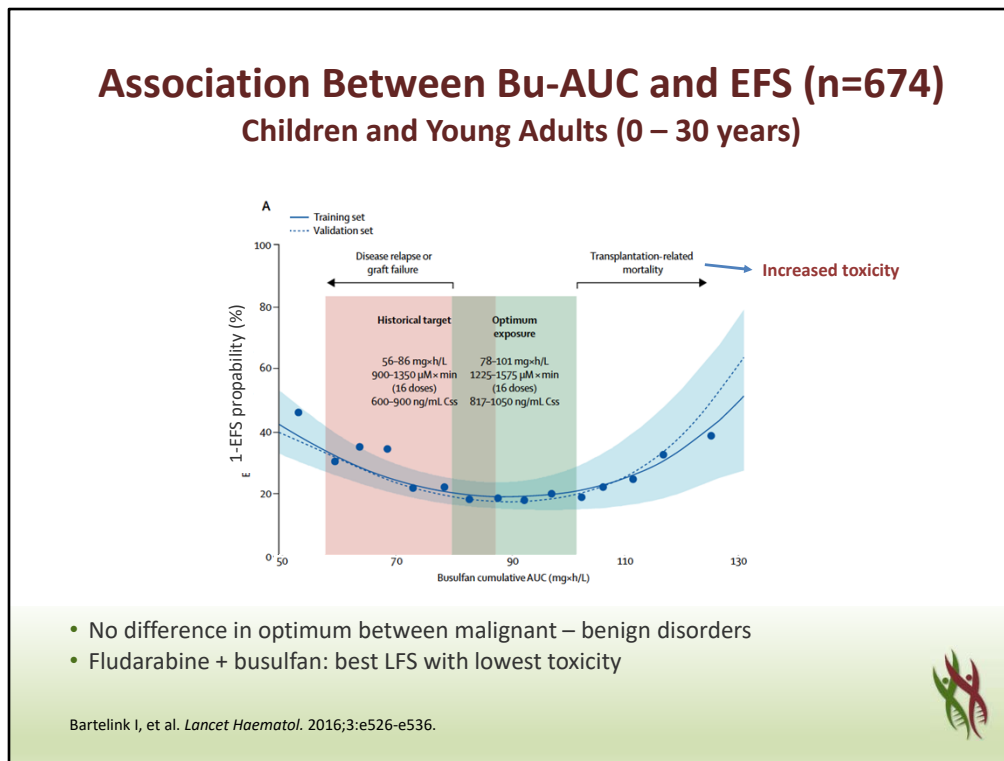 Association Between Bu-AUC and EFS (n=674)
Children and Young Adults (0 – 30 years)
A
Training set
Validation set
100
80
60
40
20
0
1-EFS propability (%)
E
Disease relapse or
graft failure
Transplantation-related
mortality
Increased toxicity
Historical target
56–86 mg×h/L
900–1350 µM×min
(16 doses)
600–900 ng/mL Css
Optimum
exposure
78–101 mg×h/L
1225–1575 µM×min
(16 doses)
817–1050 ng/mL Css
50
70
90
110
130
Busulfan cumulative AUC (mg×h/L)
• No difference in optimum between malignant – benign disorders
• Fludarabine + busulfan: best LFS with lowest toxicity
Bartelink I, et al. Lancet Haematol. 2016;3:e526-e536.